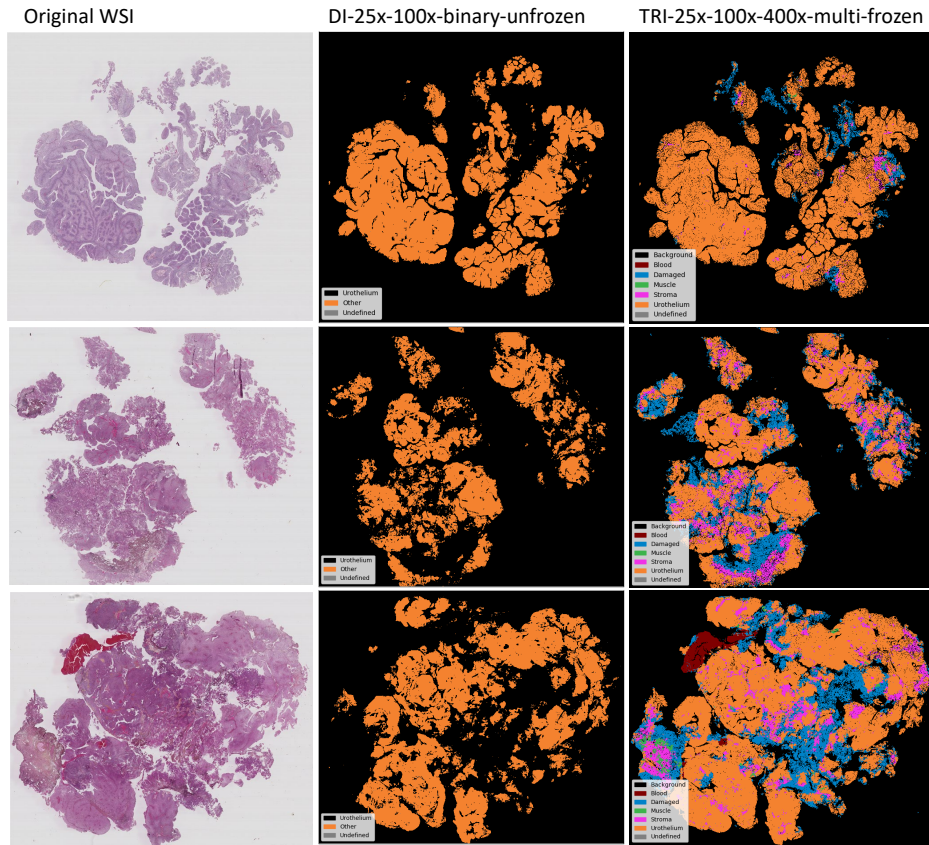 Original WSI
DI-25x-100x-binary-unfrozen
TRI-25x-100x-400x-multi-frozen
Urothelium
Other
Undefined
Background
Blood
Damaged
Muscle
Stroma
Urothelium
Undefined
Urothelium
Other
Undefined
Background
Blood
Damaged
Muscle
Stroma
Urothelium
Undefined
Urothelium
Other
Undefined
Background
Blood
Damaged
Muscle
Stroma
Urothelium
Undefined